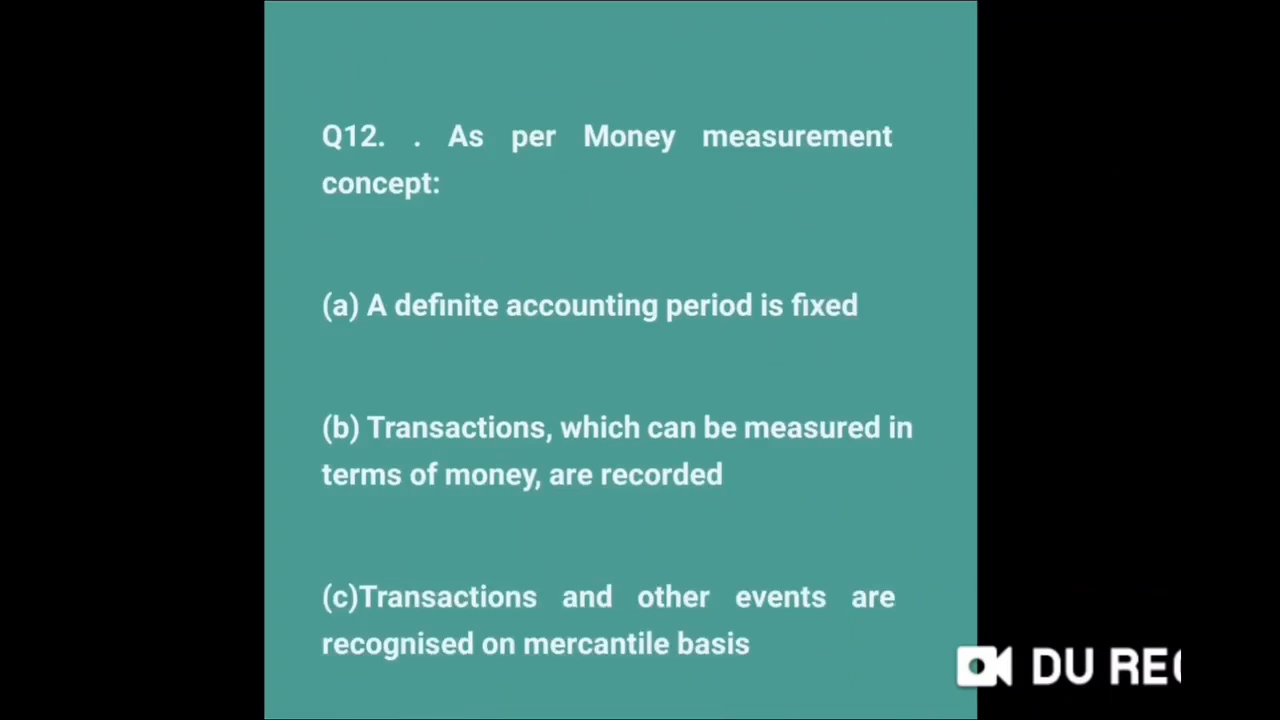 Q12. . As per Money measurement
concept:
(a) A definite accounting period is fixed
(b) Transactions, which can be measured in
terms of money, are recorded
(c)Transactions and other events are
recognised on mercantile basis
DU REC